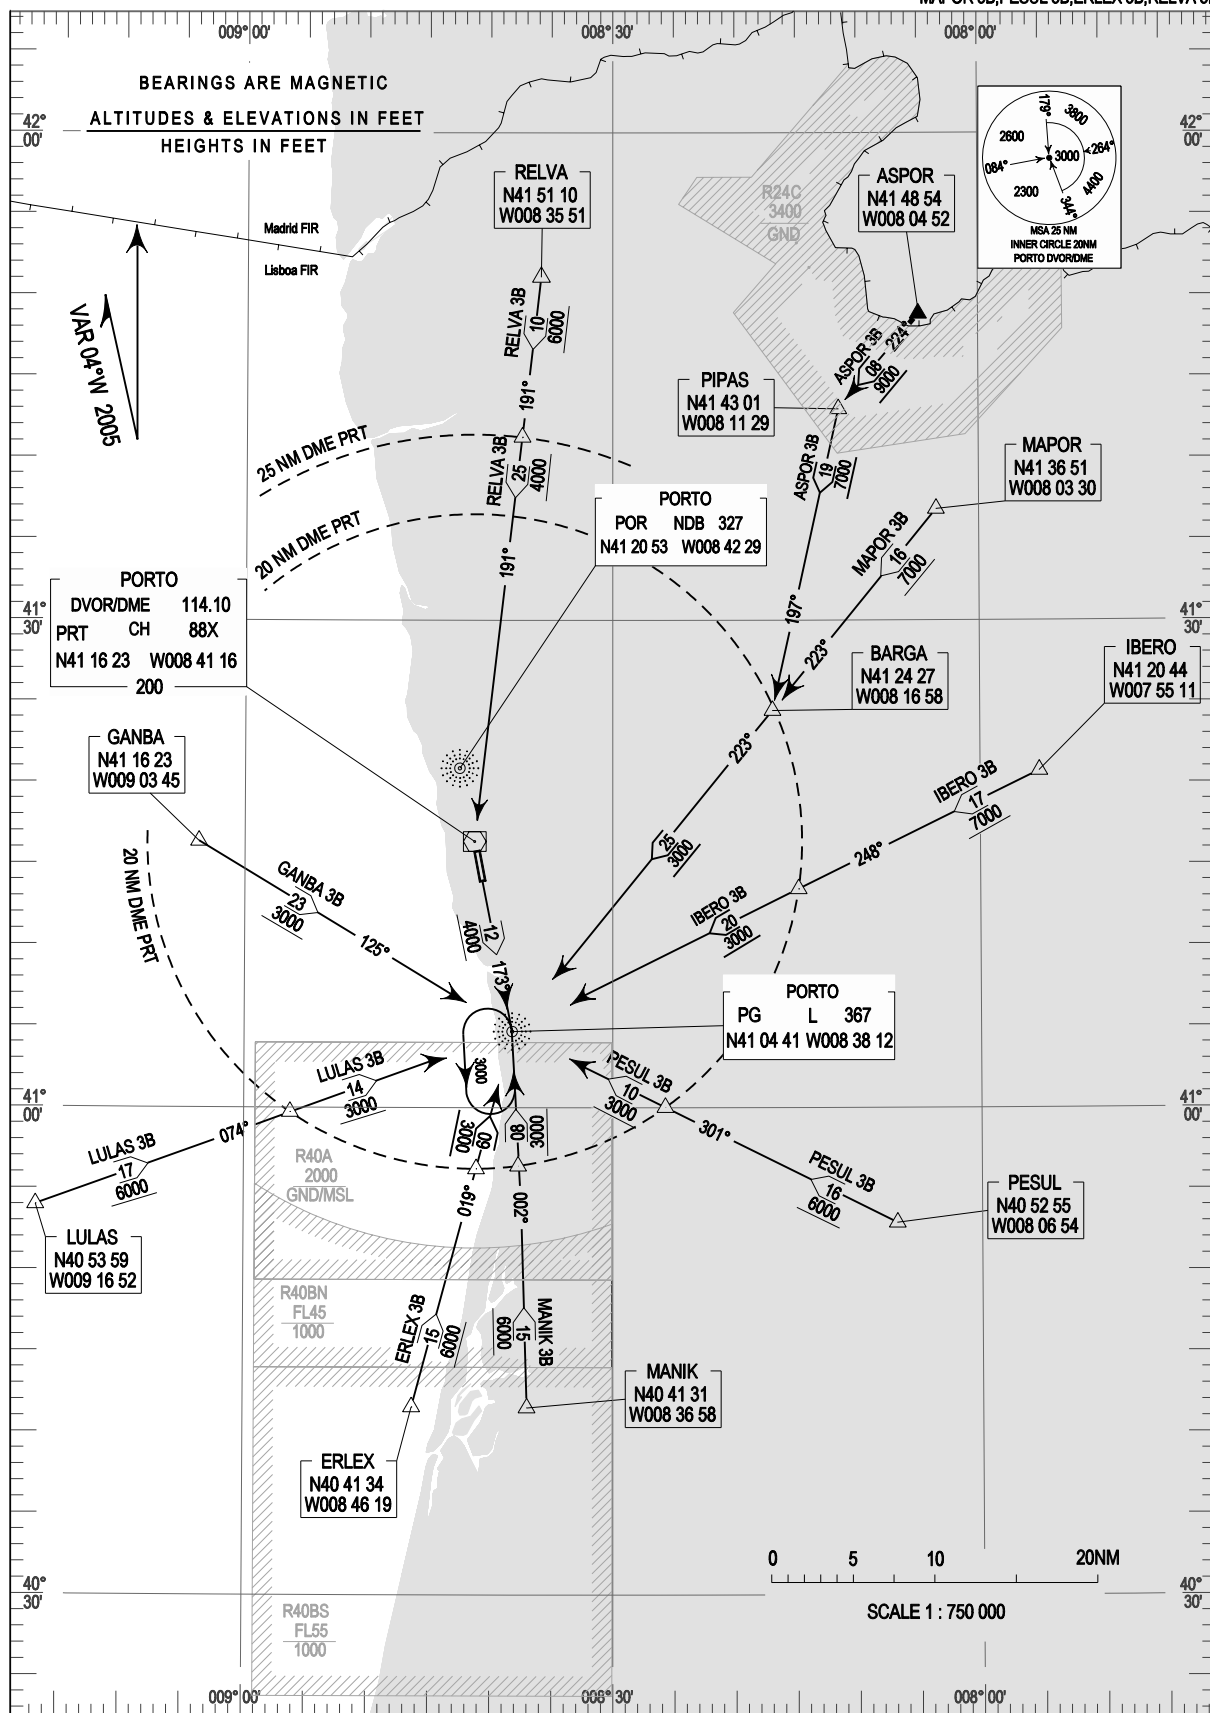 009° 00'
008° 30'
008° 00'
BEARINGS ARE MAGNETIC
ALTITUDES & ELEVATIONS IN FEET
HEIGHTS IN FEET
42°
00'
42°
00'
179°
3800
2600
3000
264°
084°
2300
4400
344°
MSA 25 NM
INNER CIRCLE 20NM
PORTO DVOR/DME
RELVA
N41 51 10
W008 35 51
R24C
3400
GND
ASPOR
N41 48 54
W008 04 52
Madrid FIR
Lisboa FIR
VAR 04°W 2005
RELVA 3B
10
6000
191°
ASPOR 3B
224°
08
9000
PIPAS
N41 43 01
W008 11 29
25 NM DME PRT
RELVA 3B
25
4000
ASPOR 3B
19
7000
MAPOR
N41 36 51
W008 03 30
20 NM DME PRT
PORTO
POR NDB 327
N41 20 53 W008 42 29
191°
MAPOR 3B
16
7000
PORTO
DVOR/DME 114.10
PRT CH 88X
N41 16 23 W008 41 16
200
41°
30'
41°
30'
197°
223°
BARGA
N41 24 27
W008 16 58
IBERO
N41 20 44
W007 55 11
GANBA
N41 16 23
W009 03 45
223°
IBERO 3B
17
7000
25
3000
248°
20 NM DME PRT
GANBA 3B
23
3000
125°
IBERO 3B
20
3000
12
4000
173°
PORTO
PG L 367
N41 04 41 W008 38 12
3000
LULAS 3B
14
3000
PESUL 3B
10
3000
41°
00'
41°
00'
074°
09
3000
08
3000
301°
LULAS 3B
17
6000
R40A
2000
GND/MSL
019°
002°
PESUL 3B
16
6000
PESUL
N40 52 55
W008 06 54
LULAS
N40 53 59
W009 16 52
R40BN
FL45
1000
ERLEX 3B
15
6000
MANIK 3B
15
6000
MANIK
N40 41 31
W008 36 58
ERLEX
N40 41 34
W008 46 19
0 5 10 20NM
SCALE 1 : 750 000
40°
30'
40°
30'
R40BS
FL55
1000
009° 00'
008° 30'
008° 00'